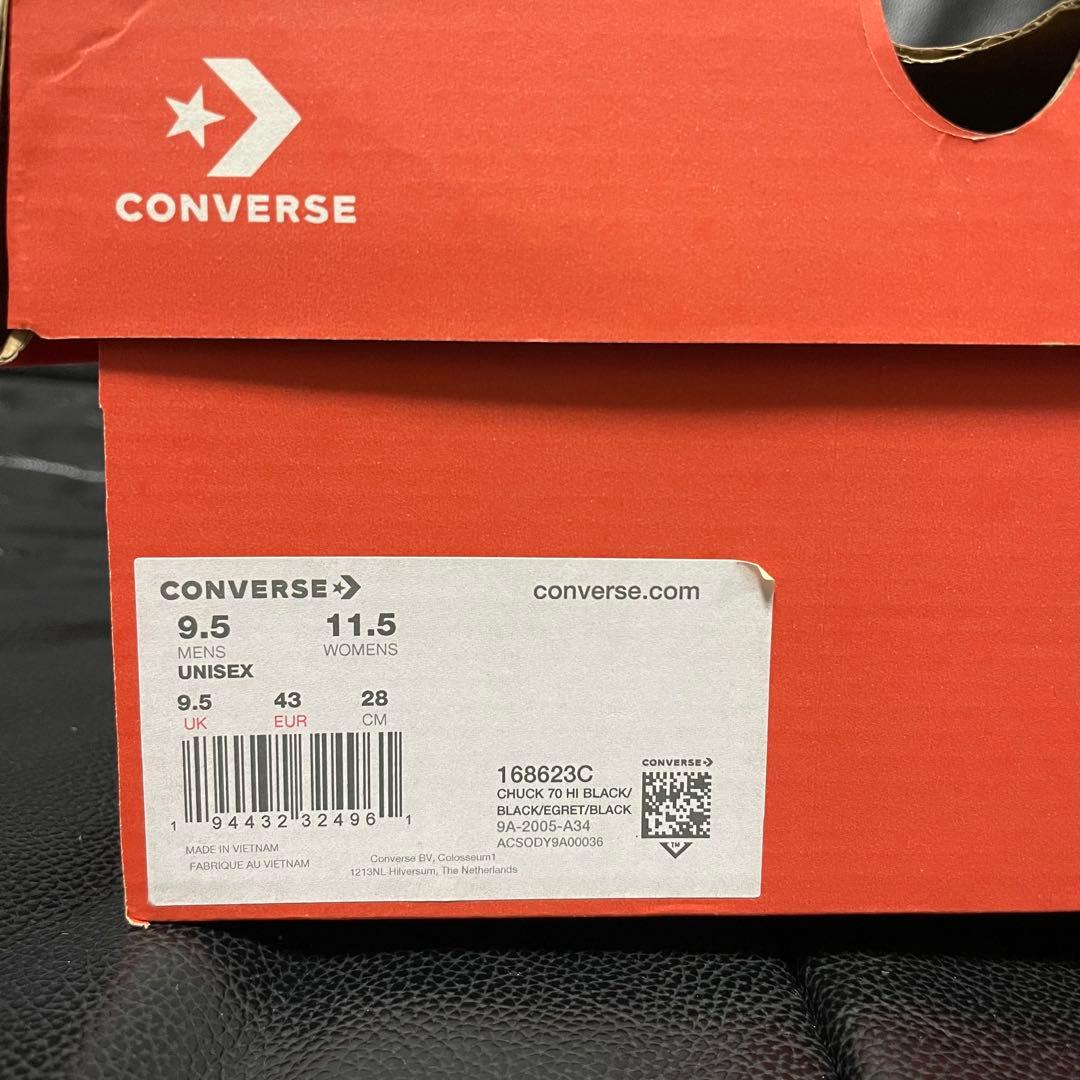 CONVERSE
CONVERSE
converse.com
9.5 11.5
MENS WOMENS
UNISEX
9.5 43 28
UK EUR CM
1 94432 32496 1
MADE IN VIETNAM
FABRIQUE AU VIETNAM
Converse BV, Colosseum1
1213NL Hilversum, The Netherlands
168623C
CHUCK 70 HI BLACK/
BLACK/EGRET/BLACK
9A-2005-A34
ACSODY9A00036
CONVERSE
TM